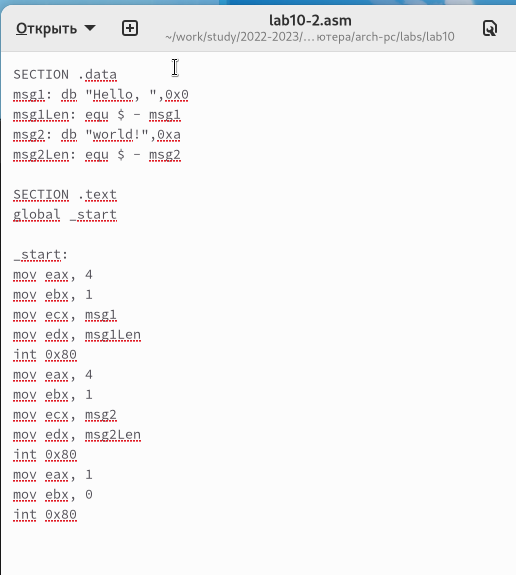 Открыть
lab10-2.asm
~/work/study/2022-2023/... ютера/arch-pc/labs/lab10
SECTION .data
msg1: db "Hello, ",0x0
msg1Len: equ $ - msg1
msg2: db "world!",0xa
msg2Len: equ $ - msg2
SECTION .text
global _start
_start:
mov eax, 4
mov ebx, 1
mov ecx, msg1
mov edx, msg1Len
int 0x80
mov eax, 4
mov ebx, 1
mov ecx, msg2
mov edx, msg2Len
int 0x80
mov eax, 1
mov ebx, 0
int 0x80